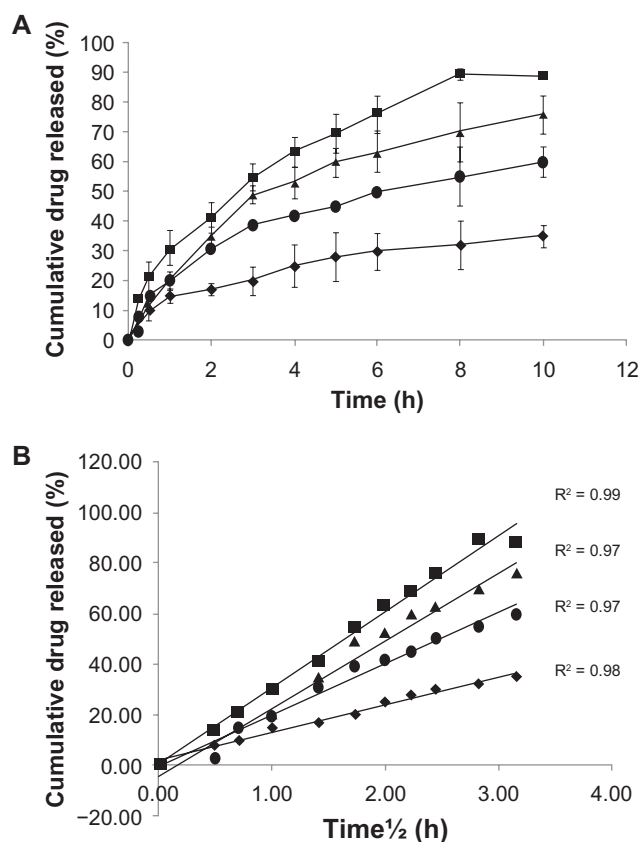 A
Cumulative drug released (%)
100
90
80
70
60
50
40
30
20
10
0
0 2 4 6 8 10 12
Time (h)
B
Cumulative drug released (%)
120.00
100.00
80.00
60.00
40.00
20.00
0.00
−20.00
0.00 1.00 2.00 3.00 4.00
R² = 0.99
R² = 0.97
R² = 0.97
R² = 0.98
Time½ (h)